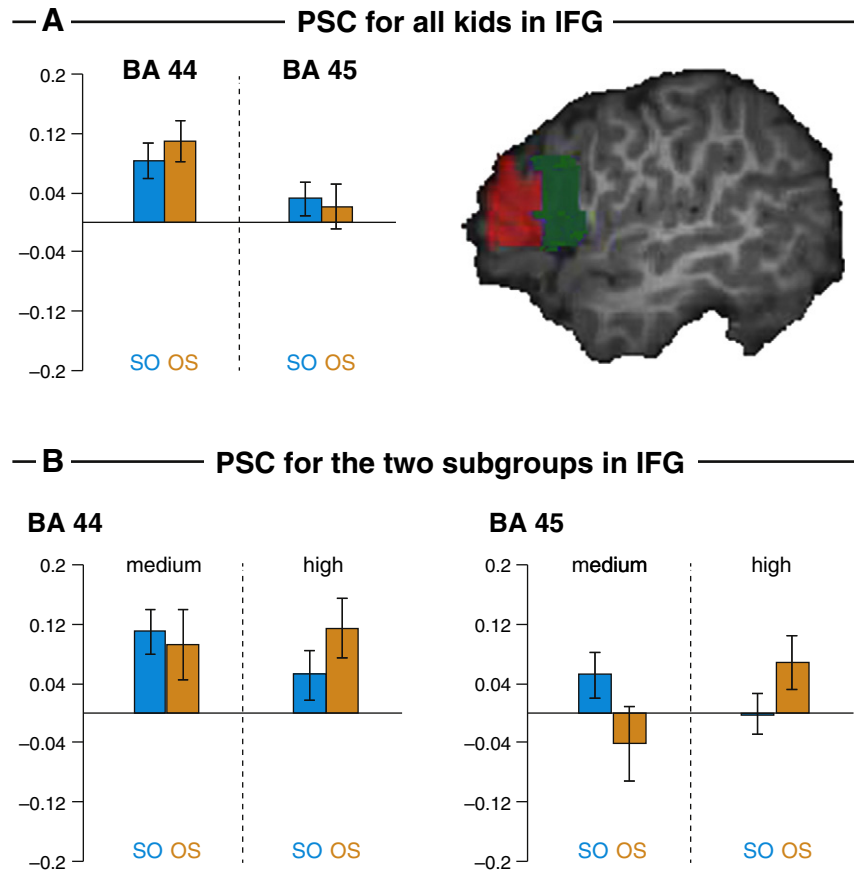 A PSC for all kids in IFG
BA 44 BA 45
0.2
0.12
0.04
–0.04
–0.12
–0.2
SO OS SO OS
B PSC for the two subgroups in IFG
BA 44
medium high
0.2
0.12
0.04
–0.04
–0.12
–0.2
SO OS SO OS
BA 45
medium high
0.2
0.12
0.04
–0.04
–0.12
–0.2
SO OS SO OS